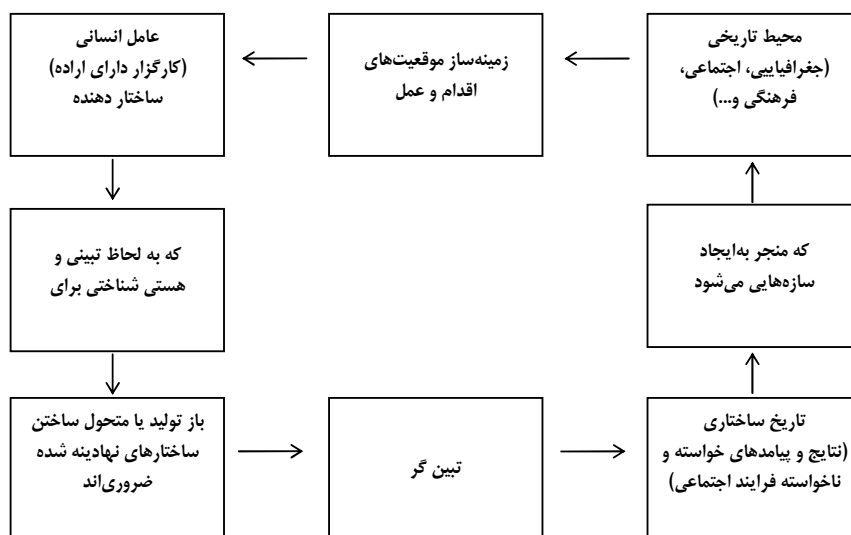 محیط تاریخی
(جغرافیایی، اجتماعی،
فرهنگی و...)
زمینه‌ساز موقعیت‌های
اقدام و عمل
عامل انسانی
(کارگزار دارای اراده)
ساختار دهنده
که به لحاظ تبینی و
هستی شناختی برای
باز تولید یا متحول ساختن
ساختارهای نهادینه شده
ضروری‌اند
تبین گر
تاریخ ساختاری
(نتایج و پیامدهای خواسته و
ناخواسته فرایند اجتماعی)
که منجر به‌ایجاد
سازه‌هایی می‌شود